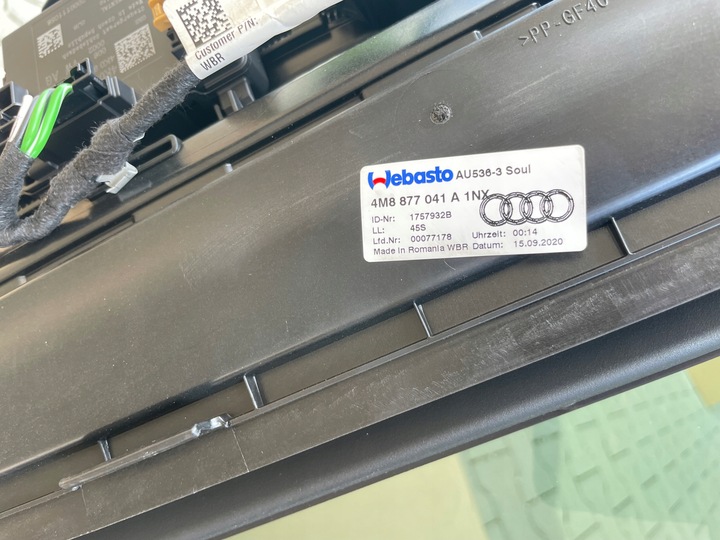 Customer P/N:
WBR
>PP-GF40
Webasto AU536-3 Soul
4M8 877 041 A 1NX
ID-Nr: 1757932B
LL: 45S
Lfd.Nr: 00077178 Uhrzeit: 00:14
Made in Romania WBR Datum: 15.09.2020